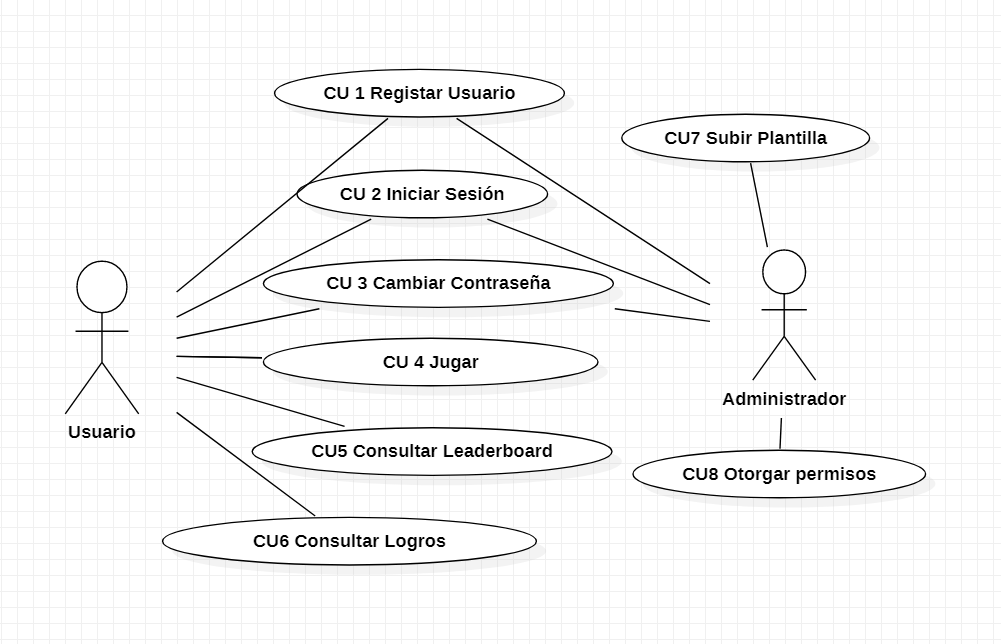 CU 1 Registar Usuario
CU7 Subir Plantilla
CU 2 Iniciar Sesión
CU 3 Cambiar Contraseña
CU 4 Jugar
Administrador
Usuario
CU5 Consultar Leaderboard
CU8 Otorgar permisos
CU6 Consultar Logros